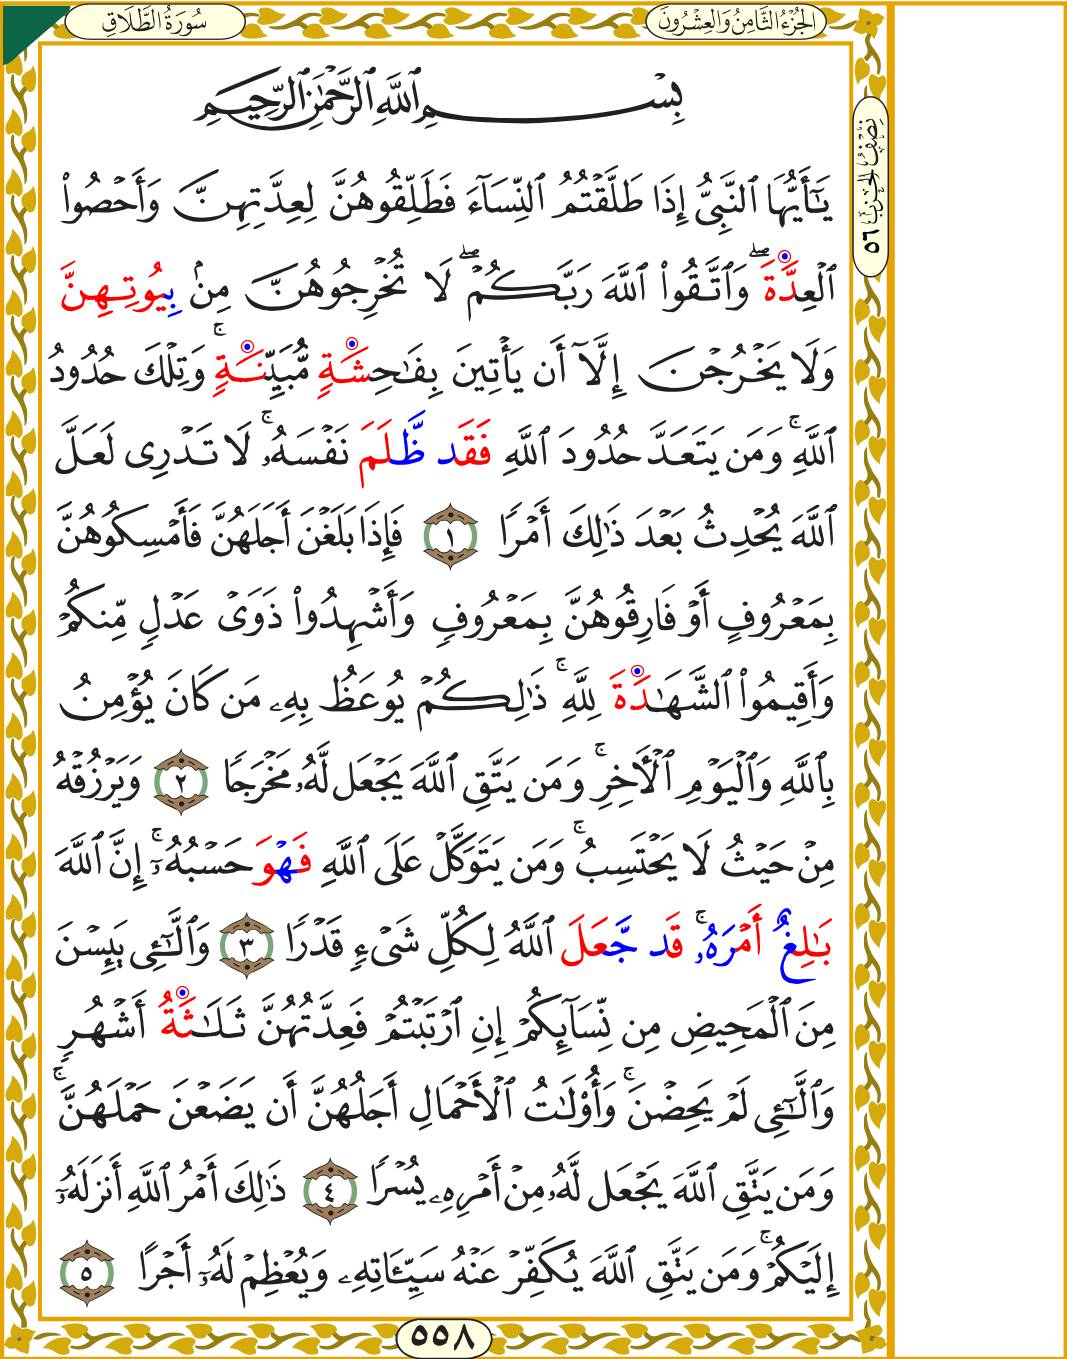 سُورَةُ الطَّلَاقِ
الجُزْءُ الثَّامِنُ وَالعِشْرُونَ
نِصْفُ الحِزْبِ ٥٦
بِسْمِ ٱللَّهِ ٱلرَّحْمَٰنِ ٱلرَّحِيمِ
يَٰٓأَيُّهَا ٱلنَّبِىُّ إِذَا طَلَّقْتُمُ ٱلنِّسَآءَ فَطَلِّقُوهُنَّ لِعِدَّتِهِنَّ وَأَحْصُوا۟
ٱلْعِدَّةَ ۖ وَٱتَّقُوا۟ ٱللَّهَ رَبَّكُمْ ۖ لَا تُخْرِجُوهُنَّ مِنۢ بِيُوتِهِنَّ
وَلَا يَخْرُجْنَ إِلَّآ أَن يَأْتِينَ بِفَٰحِشَةٍ مُّبَيِّنَةٍ ۚ وَتِلْكَ حُدُودُ
ٱللَّهِ ۚ وَمَن يَتَعَدَّ حُدُودَ ٱللَّهِ فَقَد ظَّلَمَ نَفْسَهُۥ ۚ لَا تَدْرِى لَعَلَّ
ٱللَّهَ يُحْدِثُ بَعْدَ ذَٰلِكَ أَمْرًا ١ فَإِذَا بَلَغْنَ أَجَلَهُنَّ فَأَمْسِكُوهُنَّ
بِمَعْرُوفٍ أَوْ فَارِقُوهُنَّ بِمَعْرُوفٍ وَأَشْهِدُوا۟ ذَوَىْ عَدْلٍ مِّنكُمْ
وَأَقِيمُوا۟ ٱلشَّهَٰدَةَ لِلَّهِ ۚ ذَٰلِكُمْ يُوعَظُ بِهِۦ مَن كَانَ يُؤْمِنُ
بِٱللَّهِ وَٱلْيَوْمِ ٱلْأَخِرِ ۚ وَمَن يَتَّقِ ٱللَّهَ يَجْعَل لَّهُۥ مَخْرَجًا ٢ وَيَرْزُقْهُ
مِنْ حَيْثُ لَا يَحْتَسِبُ ۚ وَمَن يَتَوَكَّلْ عَلَى ٱللَّهِ فَهْوَ حَسْبُهُۥٓ ۚ إِنَّ ٱللَّهَ
بَٰلِغٌ أَمْرَهُۥ ۚ قَد جَّعَلَ ٱللَّهُ لِكُلِّ شَىْءٍ قَدْرًا ٣ وَٱلَّٰٓئِى يَئِسْنَ
مِنَ ٱلْمَحِيضِ مِن نِّسَآئِكُمْ إِنِ ٱرْتَبْتُمْ فَعِدَّتُهُنَّ ثَلَٰثَةُ أَشْهُرٍ
وَٱلَّٰٓئِى لَمْ يَحِضْنَ ۚ وَأُو۟لَٰتُ ٱلْأَحْمَالِ أَجَلُهُنَّ أَن يَضَعْنَ حَمْلَهُنَّ ۚ
وَمَن يَتَّقِ ٱللَّهَ يَجْعَل لَّهُۥ مِنْ أَمْرِهِۦ يُسْرًا ٤ ذَٰلِكَ أَمْرُ ٱللَّهِ أَنزَلَهُۥٓ
إِلَيْكُمْ ۚ وَمَن يَتَّقِ ٱللَّهَ يُكَفِّرْ عَنْهُ سَيِّـَٔاتِهِۦ وَيُعْظِمْ لَهُۥٓ أَجْرًا ٥
٥٥٨